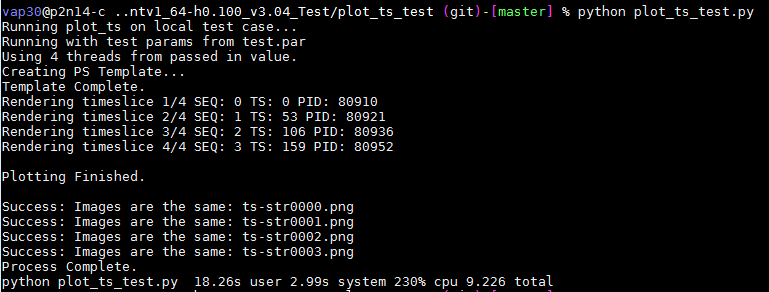 vap30@p2n14-c ..ntv1_64-h0.100_v3.04_Test/plot_ts_test (git)-[master] % python plot_ts_test.py
Running plot_ts on local test case...
Running with test params from test.par
Using 4 threads from passed in value.
Creating PS Template...
Template Complete.
Rendering timeslice 1/4 SEQ: 0 TS: 0 PID: 80910
Rendering timeslice 2/4 SEQ: 1 TS: 53 PID: 80921
Rendering timeslice 3/4 SEQ: 2 TS: 106 PID: 80936
Rendering timeslice 4/4 SEQ: 3 TS: 159 PID: 80952
Plotting Finished.
Success: Images are the same: ts-str0000.png
Success: Images are the same: ts-str0001.png
Success: Images are the same: ts-str0002.png
Success: Images are the same: ts-str0003.png
Process Complete.
python plot_ts_test.py  18.26s user 2.99s system 230% cpu 9.226 total